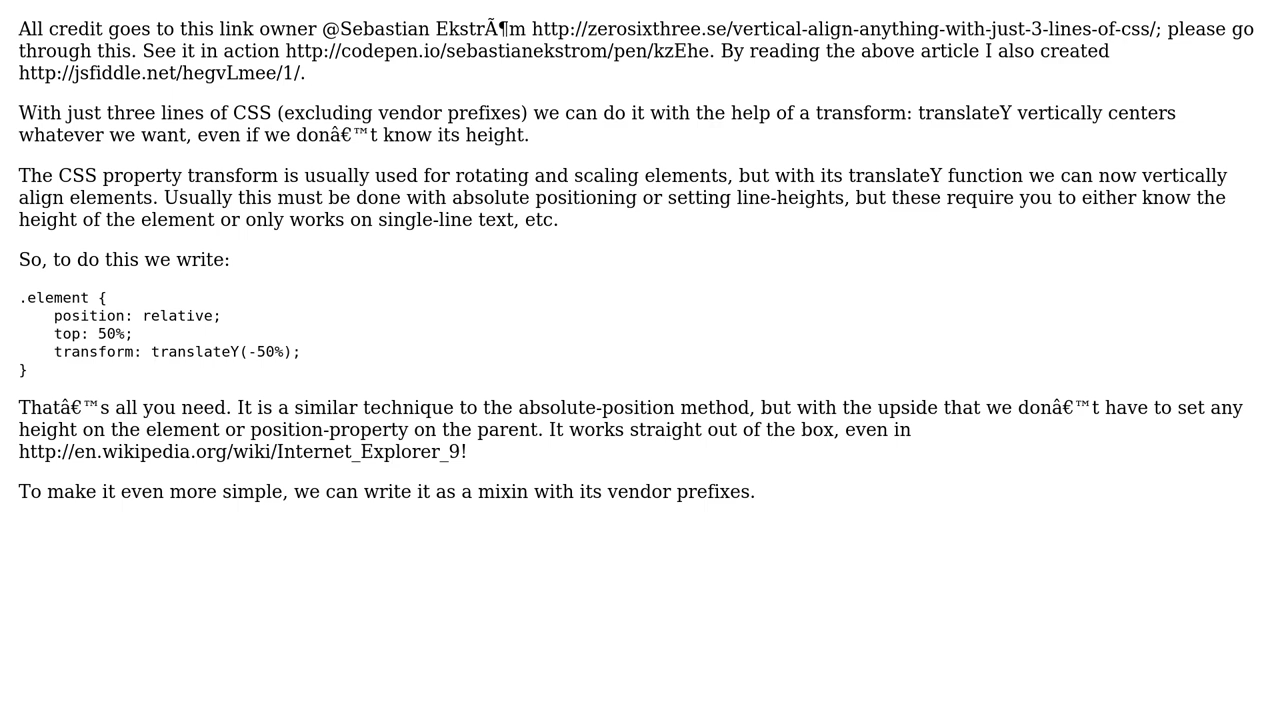 All credit goes to this link owner @Sebastian EkstrÃ¶m http://zerosixthree.se/vertical-align-anything-with-just-3-lines-of-css/; please go
through this. See it in action http://codepen.io/sebastianekstrom/pen/kzEhe. By reading the above article I also created
http://jsfiddle.net/hegvLmee/1/.
With just three lines of CSS (excluding vendor prefixes) we can do it with the help of a transform: translateY vertically centers
whatever we want, even if we donâ€™t know its height.
The CSS property transform is usually used for rotating and scaling elements, but with its translateY function we can now vertically
align elements. Usually this must be done with absolute positioning or setting line-heights, but these require you to either know the
height of the element or only works on single-line text, etc.
So, to do this we write:
.element {
    position: relative;
    top: 50%;
    transform: translateY(-50%);
}
Thatâ€™s all you need. It is a similar technique to the absolute-position method, but with the upside that we donâ€™t have to set any
height on the element or position-property on the parent. It works straight out of the box, even in
http://en.wikipedia.org/wiki/Internet_Explorer_9!
To make it even more simple, we can write it as a mixin with its vendor prefixes.